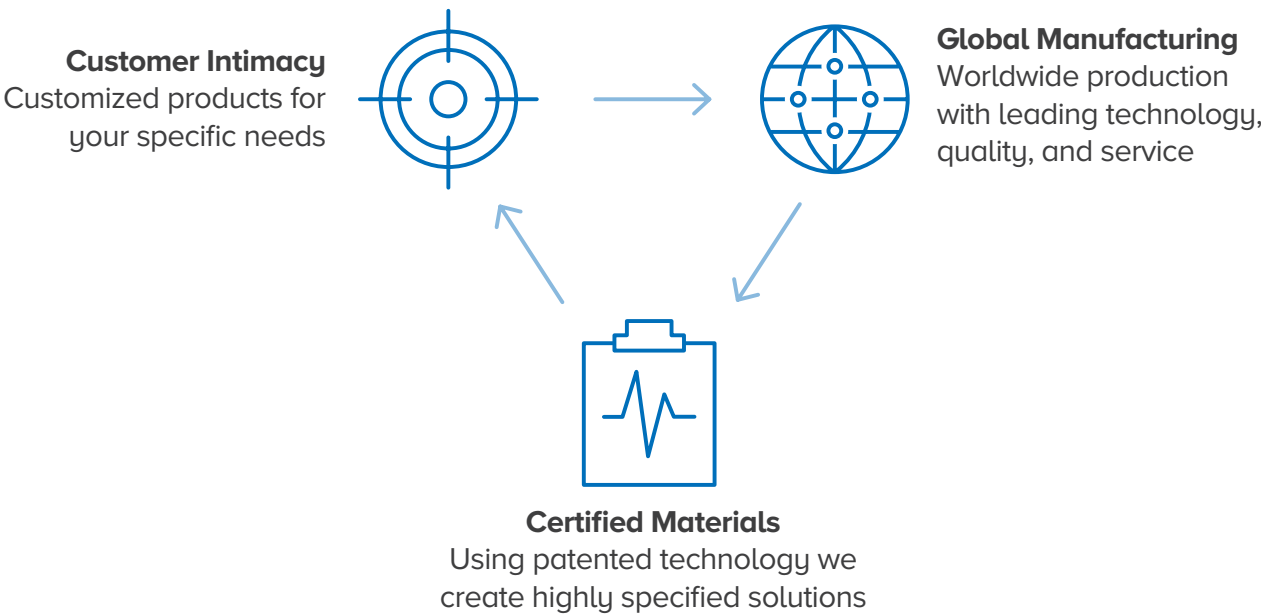 Customer Intimacy
Customized products for
your specific needs
Global Manufacturing
Worldwide production
with leading technology,
quality, and service
Certified Materials
Using patented technology we
create highly specified solutions